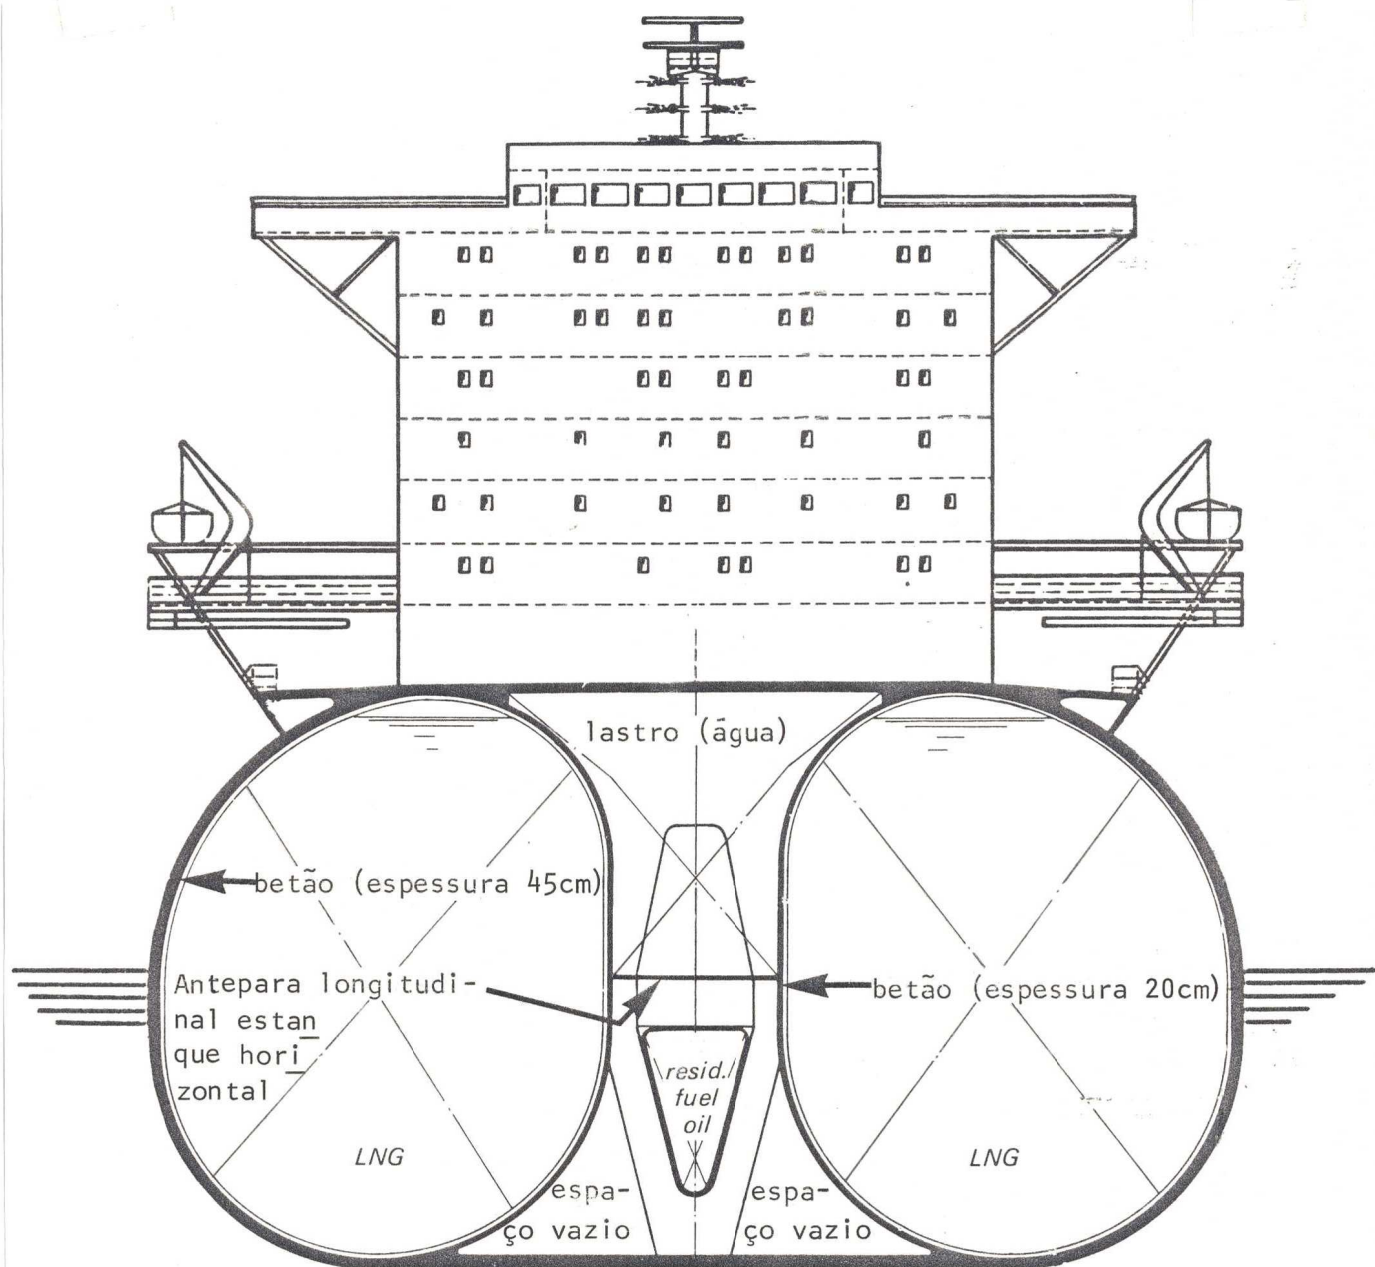 lastro (água)
betão (espessura 45cm)
Antepara longitudi-
nal estan
que hori
zontal
betão (espessura 20cm)
resid.
fuel
oil
LNG
LNG
espa-
ço vazio
espa-
ço vazio